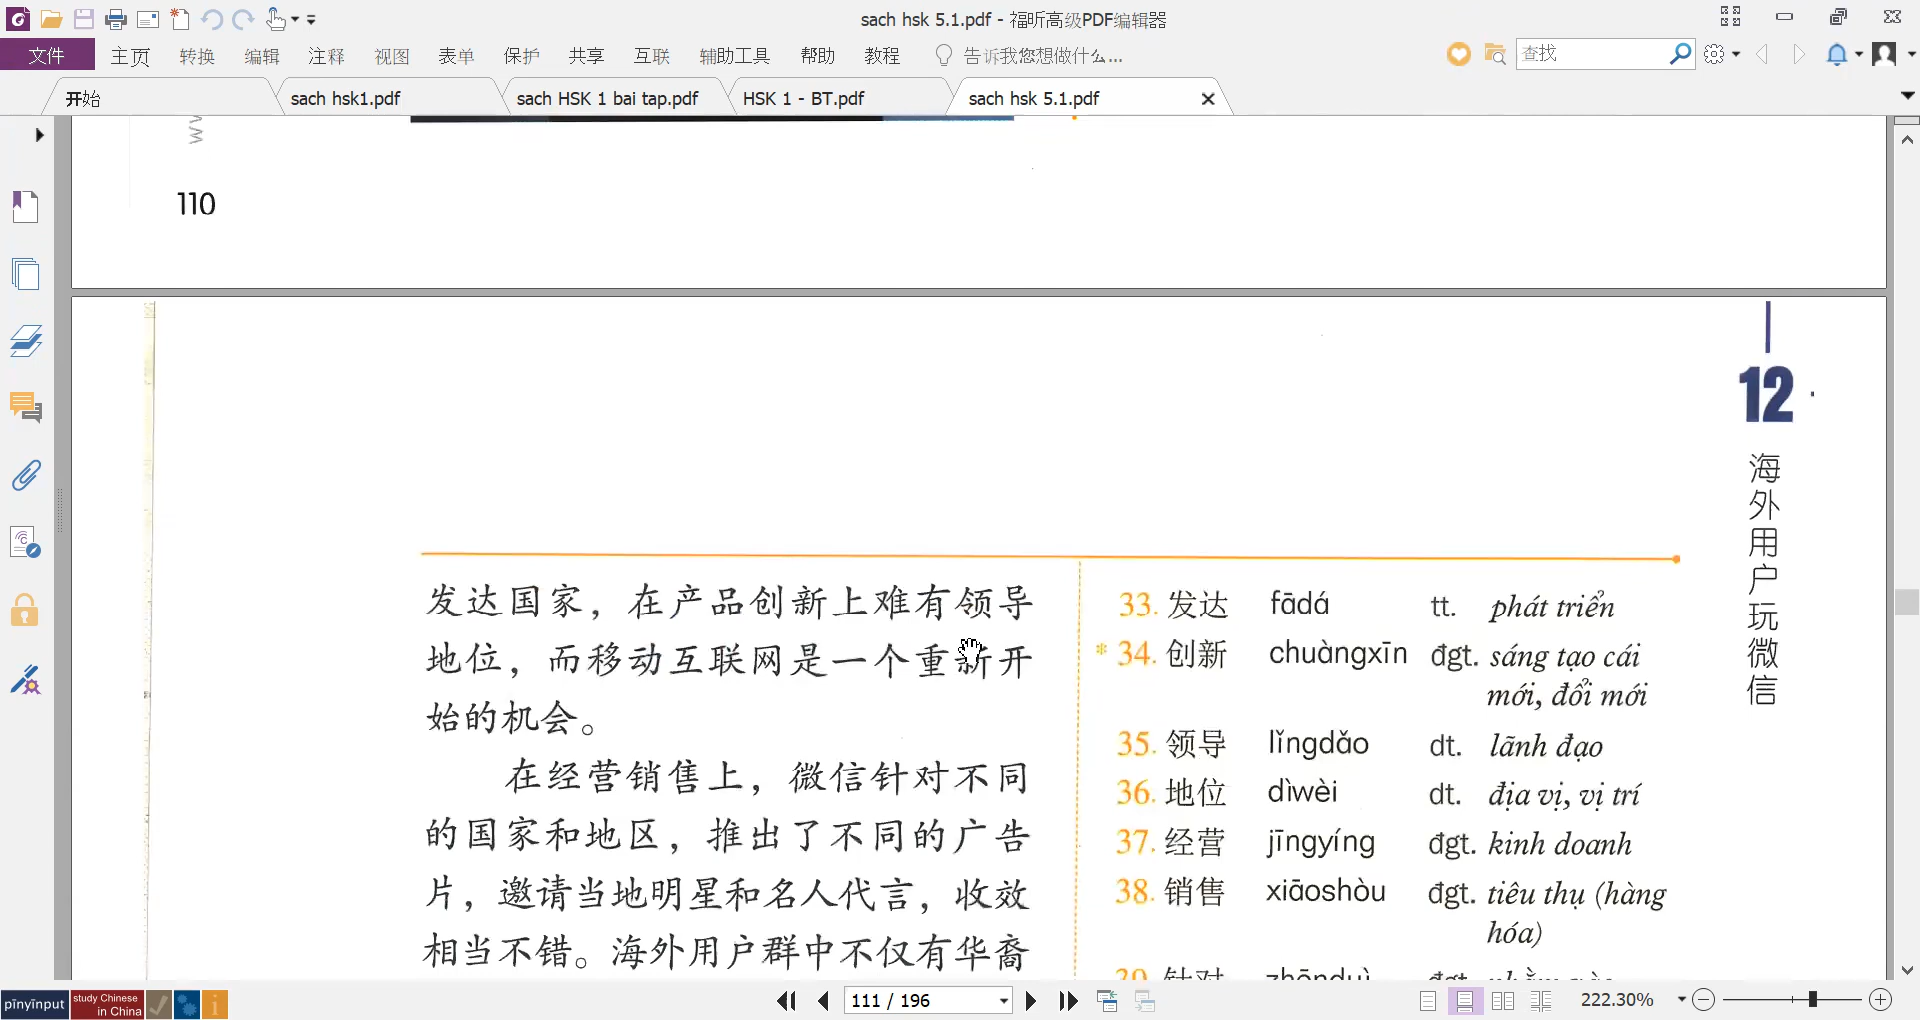 sach hsk 5.1.pdf - 福昕高级PDF编辑器
文件 主页 转换 编辑 注释 视图 表单 保护 共享 互联 辅助工具 帮助 教程 告诉我您想做什么... 查找
开始 sach hsk1.pdf sach HSK 1 bai tap.pdf HSK 1 - BT.pdf sach hsk 5.1.pdf
110
12
海外用户玩微信
发达国家，在产品创新上难有领导
地位，而移动互联网是一个重新开
始的机会。
在经营销售上，微信针对不同
的国家和地区，推出了不同的广告
片，邀请当地明星和名人代言，收效
相当不错。海外用户群中不仅有华裔
33. 发达 fādá tt. phát triển
* 34. 创新 chuàngxīn đgt. sáng tạo cái
mới, đổi mới
35. 领导 lǐngdǎo dt. lãnh đạo
36. 地位 dìwèi dt. địa vị, vị trí
37. 经营 jīngyíng đgt. kinh doanh
38. 销售 xiāoshòu đgt. tiêu thụ (hàng
hóa)
39. 针对 zhēnduì đgt.
pīnyīnput study Chinese in China 111 / 196 222.30%